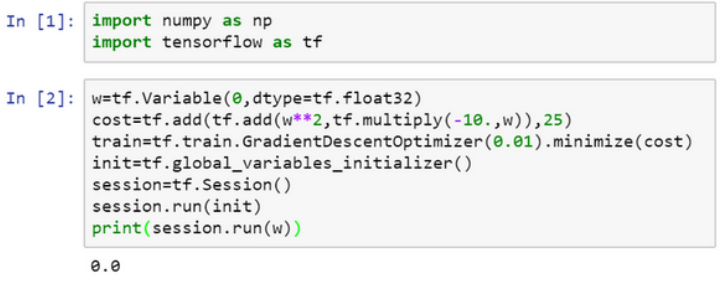 In [1]: import numpy as np
import tensorflow as tf
In [2]: w=tf.Variable(0,dtype=tf.float32)
cost=tf.add(tf.add(w**2,tf.multiply(-10.,w)),25)
train=tf.train.GradientDescentOptimizer(0.01).minimize(cost)
init=tf.global_variables_initializer()
session=tf.Session()
session.run(init)
print(session.run(w))
0.0